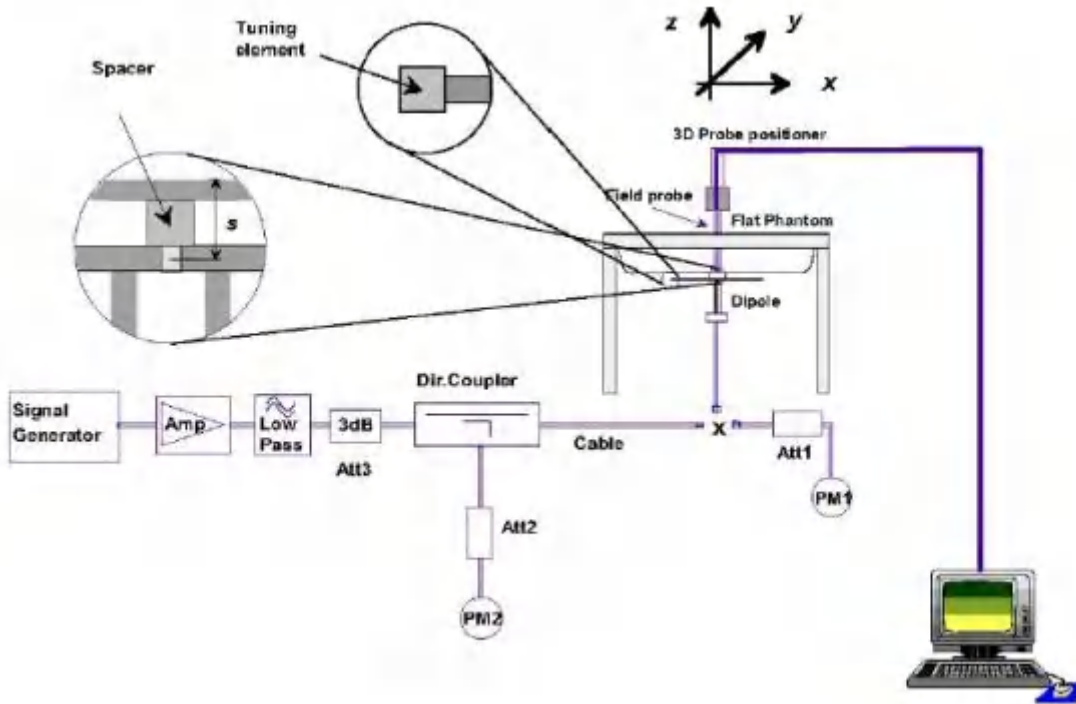 Tuning
element
Spacer
s
z
y
x
3D Probe positioner
Field probe
Flat Phantom
Dipole
Signal
Generator
Amp
Low
Pass
3dB
Att3
Dir.Coupler
Cable
x
Att1
PM1
Att2
PM2